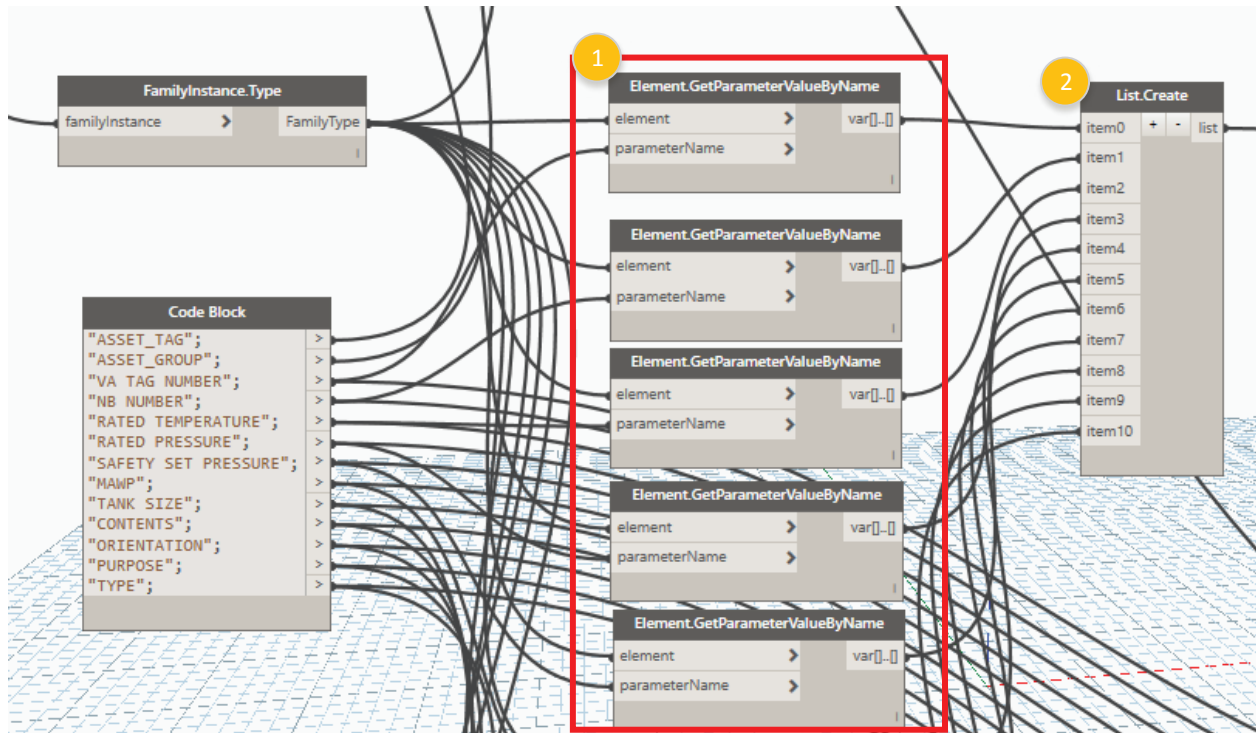 FamilyInstance.Type
familyInstance > FamilyType
Code Block
"ASSET_TAG"; >
"ASSET_GROUP"; >
"VA TAG NUMBER"; >
"NB NUMBER"; >
"RATED TEMPERATURE"; >
"RATED PRESSURE"; >
"SAFETY SET PRESSURE"; >
"MAWP"; >
"TANK SIZE"; >
"CONTENTS"; >
"ORIENTATION"; >
"PURPOSE"; >
"TYPE"; >
1
Element.GetParameterValueByName
element > var[]..[]
parameterName >
Element.GetParameterValueByName
element > var[]..[]
parameterName >
Element.GetParameterValueByName
element > var[]..[]
parameterName >
Element.GetParameterValueByName
element > var[]..[]
parameterName >
Element.GetParameterValueByName
element > var[]..[]
parameterName >
2
List.Create
item0 + - list
item1
item2
item3
item4
item5
item6
item7
item8
item9
item10